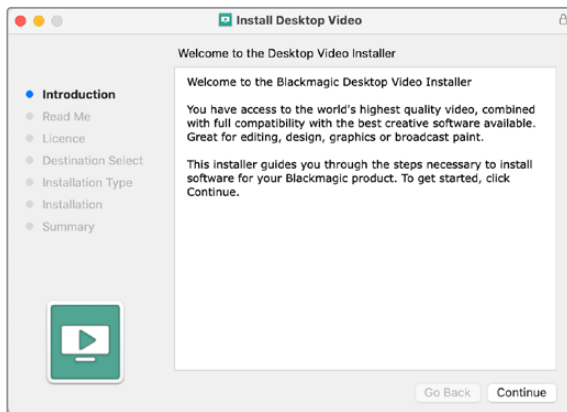 Install Desktop Video
Welcome to the Desktop Video Installer
Introduction
Read Me
Licence
Destination Select
Installation Type
Installation
Summary
Welcome to the Blackmagic Desktop Video Installer
You have access to the world's highest quality video, combined
with full compatibility with the best creative software available.
Great for editing, design, graphics or broadcast paint.
This installer guides you through the steps necessary to install
software for your Blackmagic product. To get started, click
Continue.
Go Back
Continue